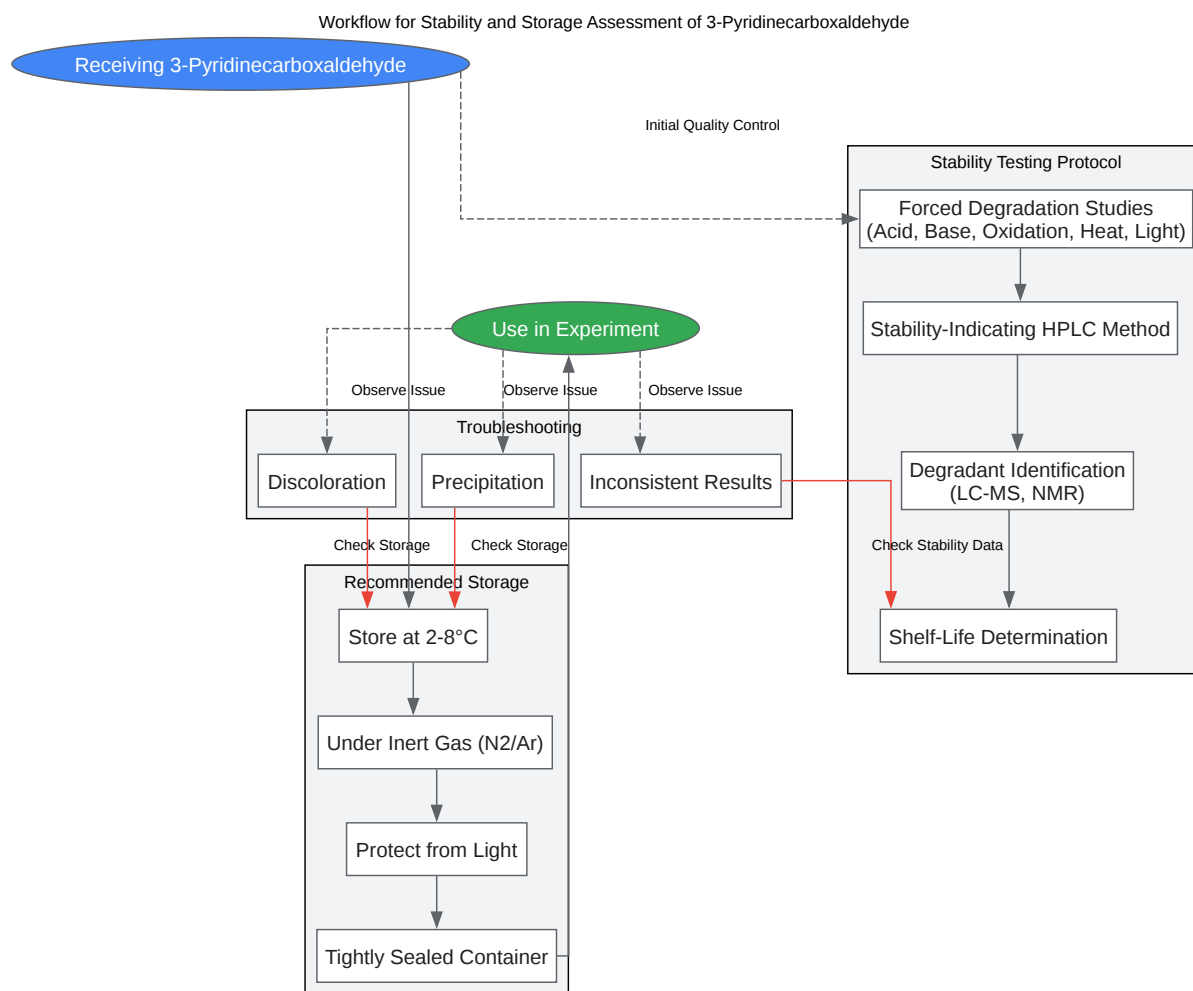 Workflow for Stability and Storage Assessment of 3-Pyridinecarboxaldehyde
Receiving 3-Pyridinecarboxaldehyde
Initial Quality Control
Stability Testing Protocol
Forced Degradation Studies
(Acid, Base, Oxidation, Heat, Light)
Use in Experiment
Stability-Indicating HPLC Method
Observe Issue
Observe Issue
Observe Issue
Troubleshooting
Discoloration
Precipitation
Inconsistent Results
Degradant Identification
(LC-MS, NMR)
Check Storage
Check Storage
Check Stability Data
Recommended Storage
Store at 2-8°C
Shelf-Life Determination
Under Inert Gas (N2/Ar)
Protect from Light
Tightly Sealed Container